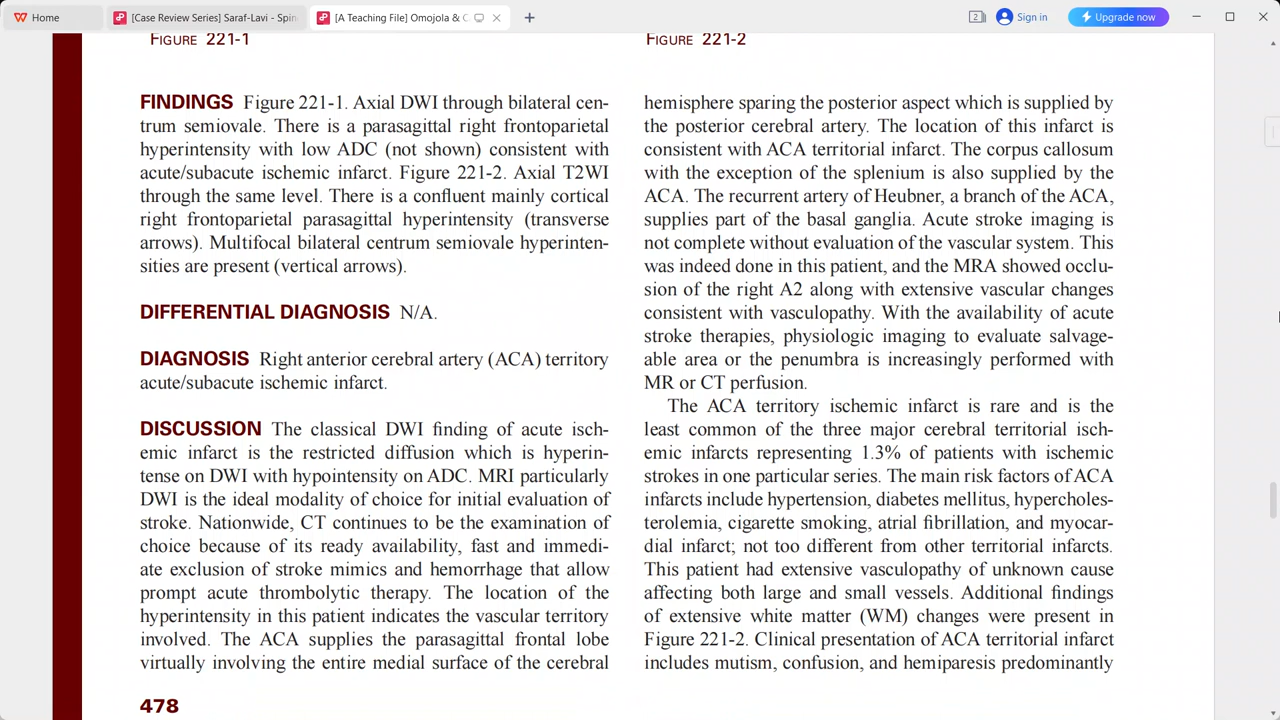 Home
[Case Review Series] Saraf-Lavi - Spin
[A Teaching File] Omojola & C
2
Sign in
Upgrade now
FIGURE 221-1
FIGURE 221-2
FINDINGS Figure 221-1. Axial DWI through bilateral cen-
trum semiovale. There is a parasagittal right frontoparietal
hyperintensity with low ADC (not shown) consistent with
acute/subacute ischemic infarct. Figure 221-2. Axial T2WI
through the same level. There is a confluent mainly cortical
right frontoparietal parasagittal hyperintensity (transverse
arrows). Multifocal bilateral centrum semiovale hyperinten-
sities are present (vertical arrows).
DIFFERENTIAL DIAGNOSIS N/A.
DIAGNOSIS Right anterior cerebral artery (ACA) territory
acute/subacute ischemic infarct.
DISCUSSION The classical DWI finding of acute isch-
emic infarct is the restricted diffusion which is hyperin-
tense on DWI with hypointensity on ADC. MRI particularly
DWI is the ideal modality of choice for initial evaluation of
stroke. Nationwide, CT continues to be the examination of
choice because of its ready availability, fast and immedi-
ate exclusion of stroke mimics and hemorrhage that allow
prompt acute thrombolytic therapy. The location of the
hyperintensity in this patient indicates the vascular territory
involved. The ACA supplies the parasagittal frontal lobe
virtually involving the entire medial surface of the cerebral
hemisphere sparing the posterior aspect which is supplied by
the posterior cerebral artery. The location of this infarct is
consistent with ACA territorial infarct. The corpus callosum
with the exception of the splenium is also supplied by the
ACA. The recurrent artery of Heubner, a branch of the ACA,
supplies part of the basal ganglia. Acute stroke imaging is
not complete without evaluation of the vascular system. This
was indeed done in this patient, and the MRA showed occlu-
sion of the right A2 along with extensive vascular changes
consistent with vasculopathy. With the availability of acute
stroke therapies, physiologic imaging to evaluate salvage-
able area or the penumbra is increasingly performed with
MR or CT perfusion.
The ACA territory ischemic infarct is rare and is the
least common of the three major cerebral territorial isch-
emic infarcts representing 1.3% of patients with ischemic
strokes in one particular series. The main risk factors of ACA
infarcts include hypertension, diabetes mellitus, hypercholes-
terolemia, cigarette smoking, atrial fibrillation, and myocar-
dial infarct; not too different from other territorial infarcts.
This patient had extensive vasculopathy of unknown cause
affecting both large and small vessels. Additional findings
of extensive white matter (WM) changes were present in
Figure 221-2. Clinical presentation of ACA territorial infarct
includes mutism, confusion, and hemiparesis predominantly
478